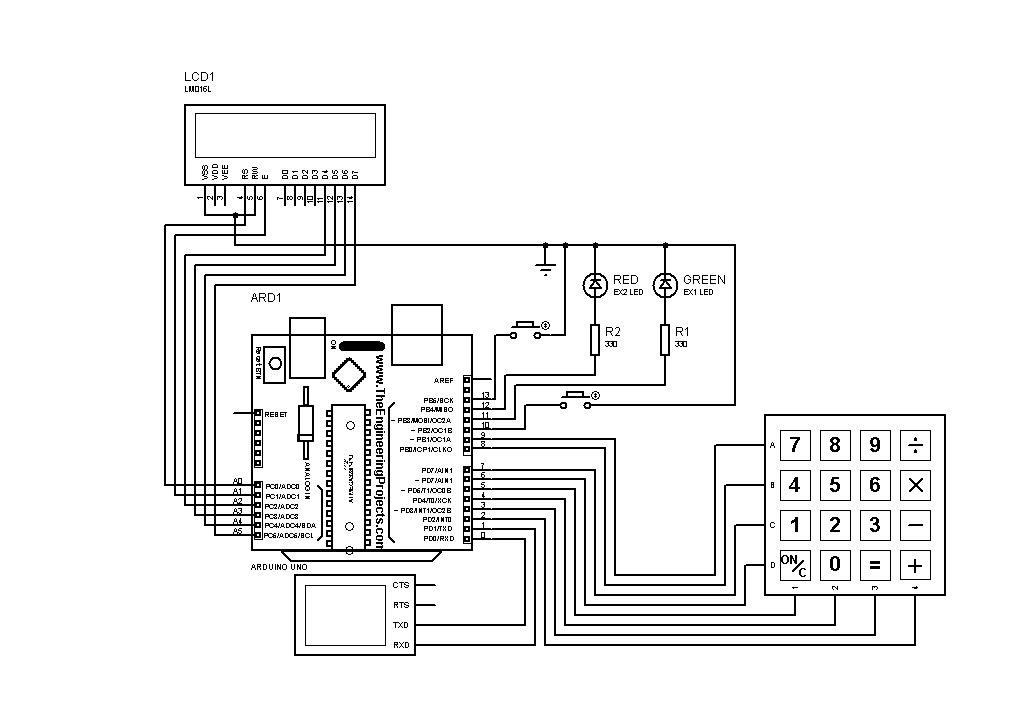 LCD1
LM016L
VSS VDD VEE RS RW E D0 D1 D2 D3 D4 D5 D6 D7
1 2 3 4 5 6 7 8 9 10 11 12 13 14
RED
EX2 LED
GREEN
EX1 LED
R2
330
R1
330
ARD1
ON
Reset BTN
www.TheEngineeringProjects.com
ANALOG IN
RESET
A0 PC0/ADC0
A1 PC1/ADC1
A2 PC2/ADC2
A3 PC3/ADC3
A4 PC4/ADC4/SDA
A5 PC5/ADC5/SCL
AREF
PB5/SCK 13
PB4/MISO 12
~ PB3/MOSI/OC2A 11
~ PB2/OC1B 10
~ PB1/OC1A 9
PB0/ICP1/CLKO 8
PD7/AIN1 7
~ PD7/AIN1 6
~ PD6/T1/OC0B 5
PD4/T0/XCK 4
~ PD3/INT1/OC2B 3
PD2/INT0 2
PD1/TXD 1
PD0/RXD 0
ARDUINO UNO
CTS
RTS
TXD
RXD
A 7 8 9 ÷
B 4 5 6 ×
C 1 2 3 −
D ON/C 0 = +
1 2 3 4